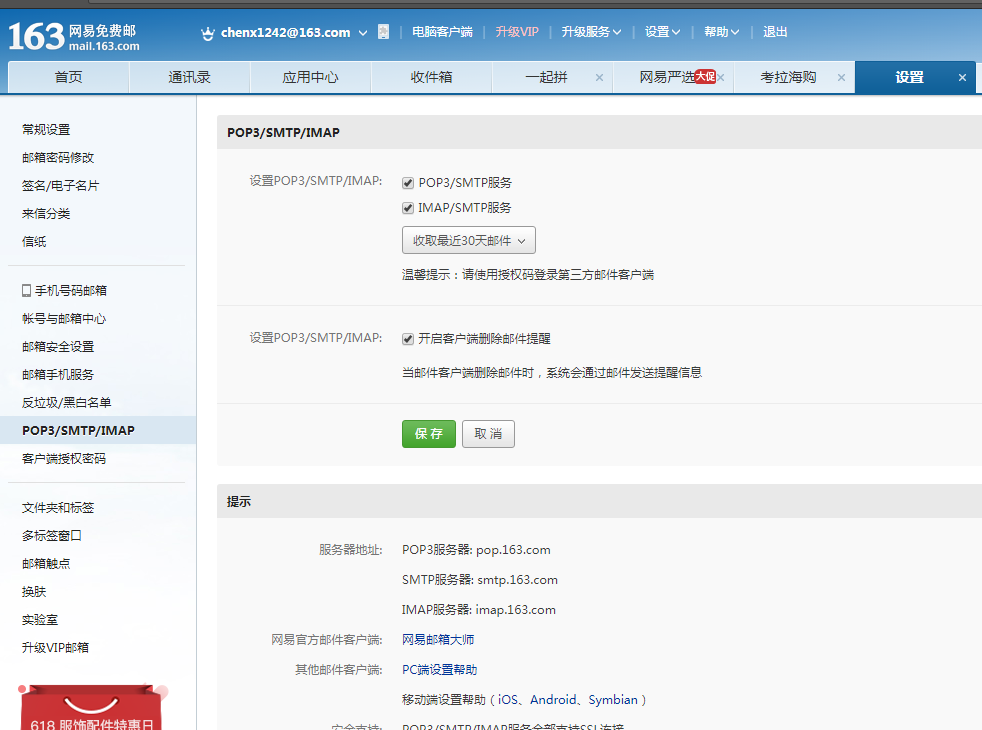 163 网易免费邮
mail.163.com
chenx1242@163.com 电脑客户端 升级VIP 升级服务 设置 帮助 退出
首页 通讯录 应用中心 收件箱 一起拼 × 网易严选 大促 × 考拉海购 × 设置 ×
常规设置
邮箱密码修改
签名/电子名片
来信分类
信纸
手机号码邮箱
帐号与邮箱中心
邮箱安全设置
邮箱手机服务
反垃圾/黑白名单
POP3/SMTP/IMAP
客户端授权密码
文件夹和标签
多标签窗口
邮箱触点
换肤
实验室
升级VIP邮箱
618 服饰配件特惠日
POP3/SMTP/IMAP
设置POP3/SMTP/IMAP: POP3/SMTP服务
IMAP/SMTP服务
收取最近30天邮件
温馨提示：请使用授权码登录第三方邮件客户端
设置POP3/SMTP/IMAP: 开启客户端删除邮件提醒
当邮件客户端删除邮件时，系统会通过邮件发送提醒信息
保 存 取 消
提示
服务器地址: POP3服务器: pop.163.com
SMTP服务器: smtp.163.com
IMAP服务器: imap.163.com
网易官方邮件客户端: 网易邮箱大师
其他邮件客户端: PC端设置帮助
移动端设置帮助（ iOS、 Android、 Symbian ）
安全支持: POP3/SMTP/IMAP服务全部支持SSL连接